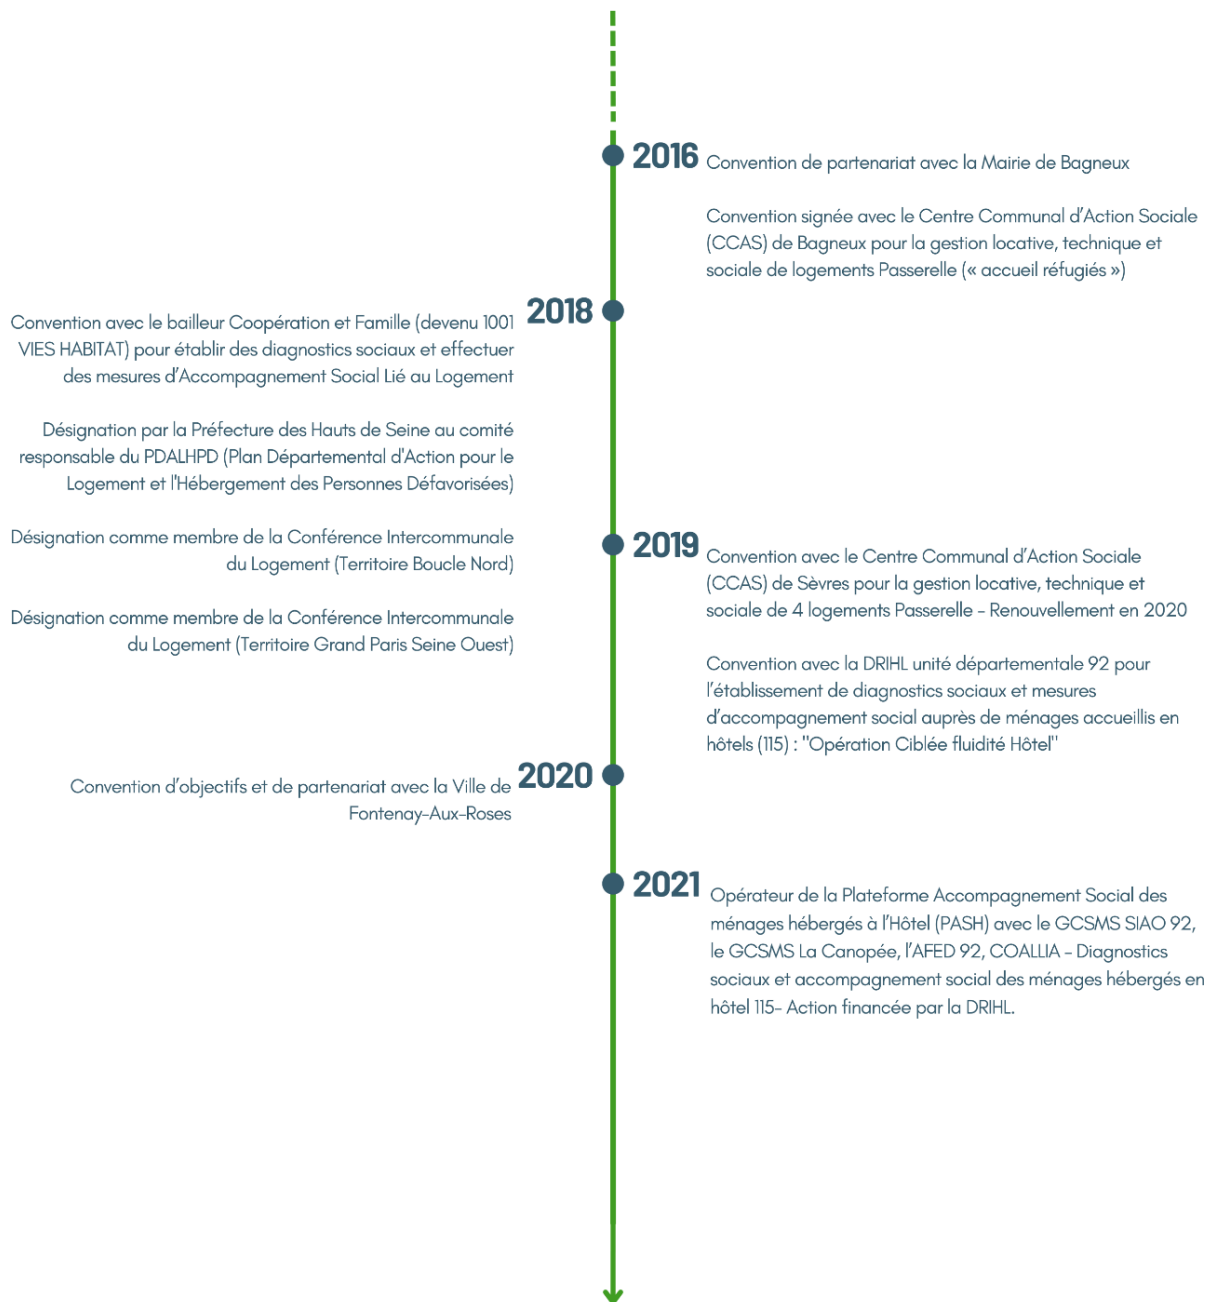 2016
Convention de partenariat avec la Mairie de Bagneux
Convention signée avec le Centre Communal d’Action Sociale
(CCAS) de Bagneux pour la gestion locative, technique et
sociale de logements Passerelle (« accueil réfugiés »)
2018
Convention avec le bailleur Coopération et Famille (devenu 1001
VIES HABITAT) pour établir des diagnostics sociaux et effectuer
des mesures d’Accompagnement Social Lié au Logement
Désignation par la Préfecture des Hauts de Seine au comité
responsable du PDALHPD (Plan Départemental d'Action pour le
Logement et l'Hébergement des Personnes Défavorisées)
Désignation comme membre de la Conférence Intercommunale
du Logement (Territoire Boucle Nord)
Désignation comme membre de la Conférence Intercommunale
du Logement (Territoire Grand Paris Seine Ouest)
2019
Convention avec le Centre Communal d’Action Sociale
(CCAS) de Sèvres pour la gestion locative, technique et
sociale de 4 logements Passerelle - Renouvellement en 2020
Convention avec la DRIHL unité départementale 92 pour
l’établissement de diagnostics sociaux et mesures
d’accompagnement social auprès de ménages accueillis en
hôtels (115) : "Opération Ciblée fluidité Hôtel"
2020
Convention d’objectifs et de partenariat avec la Ville de
Fontenay-Aux-Roses
2021
Opérateur de la Plateforme Accompagnement Social des
ménages hébergés à l’Hôtel (PASH) avec le GCSMS SIAO 92,
le GCSMS La Canopée, l’AFED 92, COALLIA - Diagnostics
sociaux et accompagnement social des ménages hébergés en
hôtel 115- Action financée par la DRIHL.